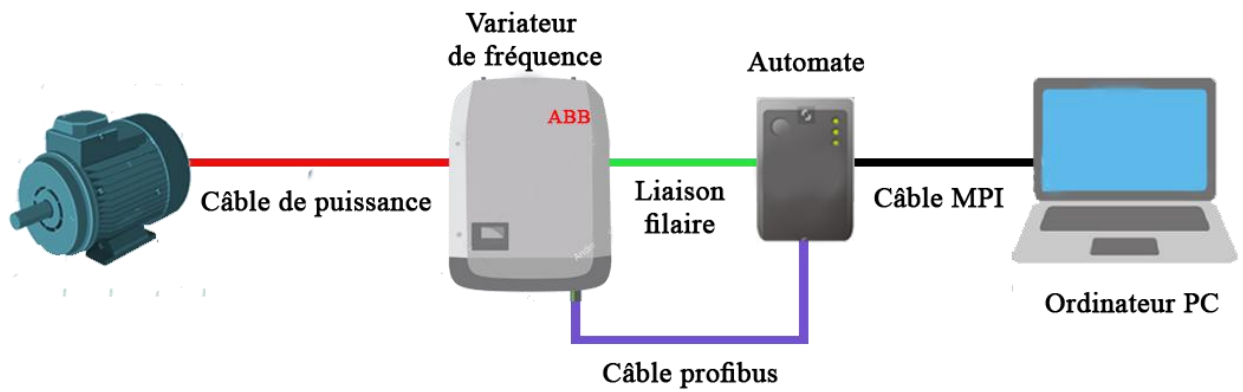 Variateur
de fréquence
ABB
Automate
Câble de puissance
Liaison
filaire
Câble MPI
Ordinateur PC
Câble profibus